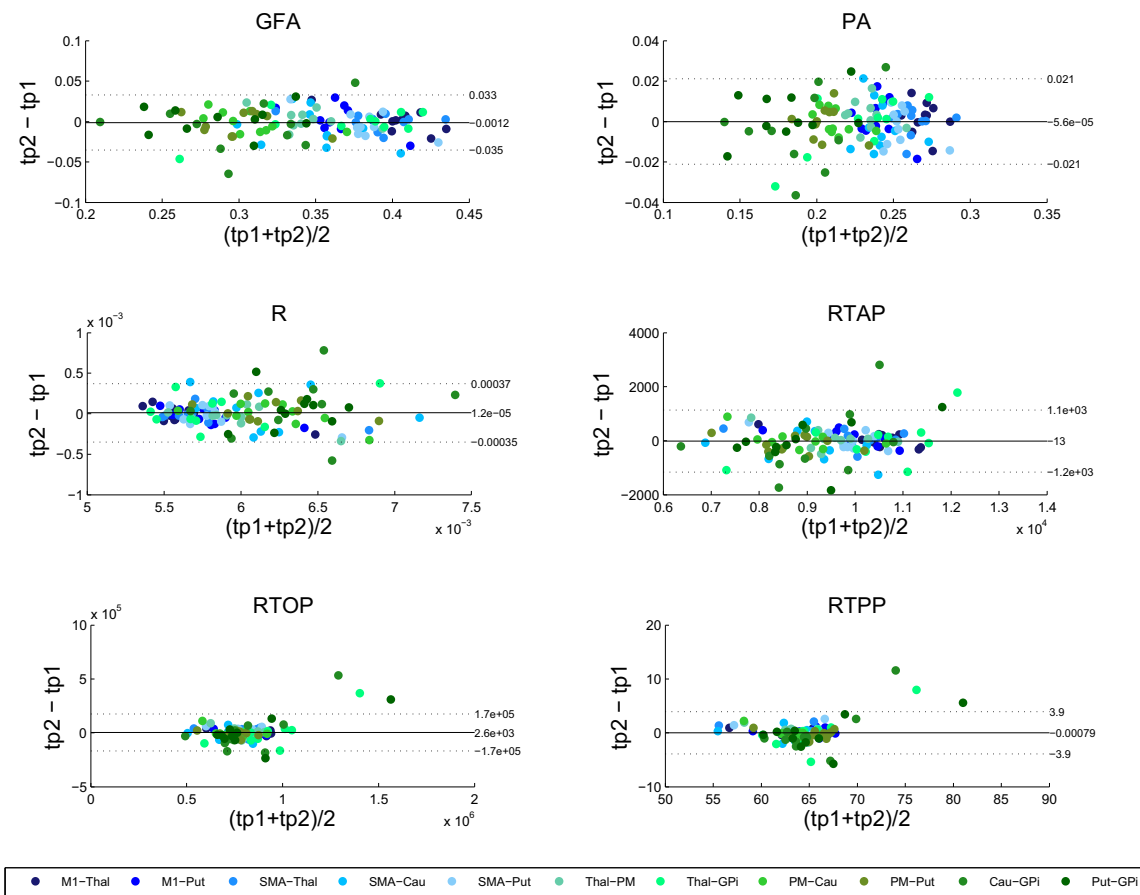 GFA
tp2 − tp1
0.1
0.05
0
−0.05
−0.1
0.033
−0.0012
−0.035
0.2 0.25 0.3 0.35 0.4 0.45
(tp1+tp2)/2
PA
tp2 − tp1
0.04
0.02
0
−0.02
−0.04
0.021
−5.6e−05
−0.021
0.1 0.15 0.2 0.25 0.3 0.35
(tp1+tp2)/2
R
x 10⁻³
tp2 − tp1
1
0.5
0
−0.5
−1
0.00037
1.2e−05
−0.00035
5 5.5 6 6.5 7 7.5
x 10⁻³
(tp1+tp2)/2
RTAP
tp2 − tp1
4000
2000
0
−2000
1.1e+03
−13
−1.2e+03
0.6 0.7 0.8 0.9 1 1.1 1.2 1.3 1.4
x 10⁴
(tp1+tp2)/2
RTOP
x 10⁵
tp2 − tp1
10
5
0
−5
1.7e+05
2.6e+03
−1.7e+05
0 0.5 1 1.5 2
x 10⁶
(tp1+tp2)/2
RTPP
tp2 − tp1
20
10
0
−10
3.9
−0.00079
−3.9
50 55 60 65 70 75 80 85 90
(tp1+tp2)/2
M1−Thal M1−Put SMA−Thal SMA−Cau SMA−Put Thal−PM Thal−GPi PM−Cau PM−Put Cau−GPi Put−GPi